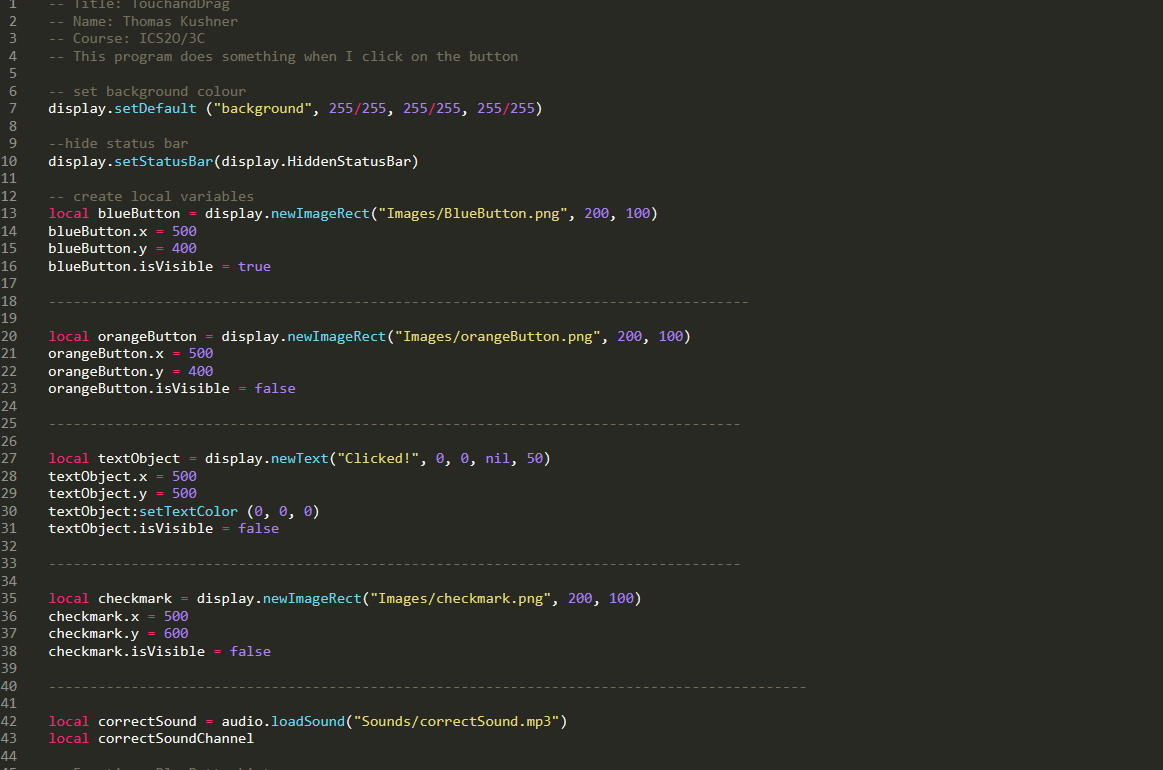 1 -- Title: TouchandDrag
2 -- Name: Thomas Kushner
3 -- Course: ICS2O/3C
4 -- This program does something when I click on the button
5
6 -- set background colour
7 display.setDefault ("background", 255/255, 255/255, 255/255)
8
9 --hide status bar
10 display.setStatusBar(display.HiddenStatusBar)
11
12 -- create local variables
13 local blueButton = display.newImageRect("Images/BlueButton.png", 200, 100)
14 blueButton.x = 500
15 blueButton.y = 400
16 blueButton.isVisible = true
17
18 -------------------------------------------------------------------------------------
19
20 local orangeButton = display.newImageRect("Images/orangeButton.png", 200, 100)
21 orangeButton.x = 500
22 orangeButton.y = 400
23 orangeButton.isVisible = false
24
25 ------------------------------------------------------------------------------------
26
27 local textObject = display.newText("Clicked!", 0, 0, nil, 50)
28 textObject.x = 500
29 textObject.y = 500
30 textObject:setTextColor (0, 0, 0)
31 textObject.isVisible = false
32
33 ------------------------------------------------------------------------------------
34
35 local checkmark = display.newImageRect("Images/checkmark.png", 200, 100)
36 checkmark.x = 500
37 checkmark.y = 600
38 checkmark.isVisible = false
39
40 --------------------------------------------------------------------------------------------
41
42 local correctSound = audio.loadSound("Sounds/correctSound.mp3")
43 local correctSoundChannel
44